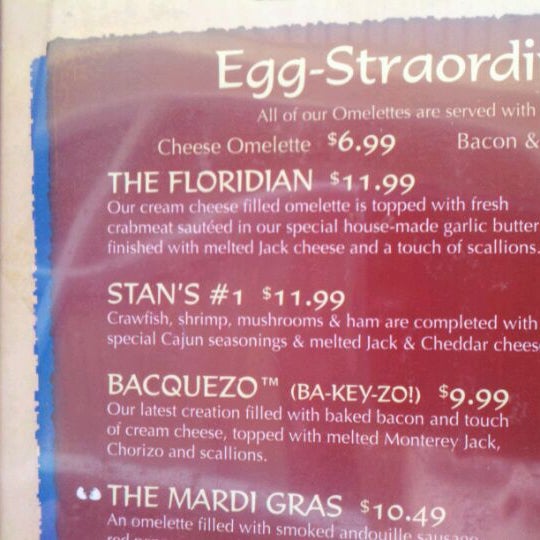 Egg-Straordi
All of our Omelettes are served with
Cheese Omelette $6.99 Bacon &
THE FLORIDIAN $11.99
Our cream cheese filled omelette is topped with fresh
crabmeat sautéed in our special house-made garlic butter
finished with melted Jack cheese and a touch of scallions.
STAN'S #1 $11.99
Crawfish, shrimp, mushrooms & ham are completed with
special Cajun seasonings & melted Jack & Cheddar chees
BACQUEZO™ (BA-KEY-ZO!) $9.99
Our latest creation filled with baked bacon and touch
of cream cheese, topped with melted Monterey Jack,
Chorizo and scallions.
THE MARDI GRAS $10.49
An omelette filled with smoked andouille sausage